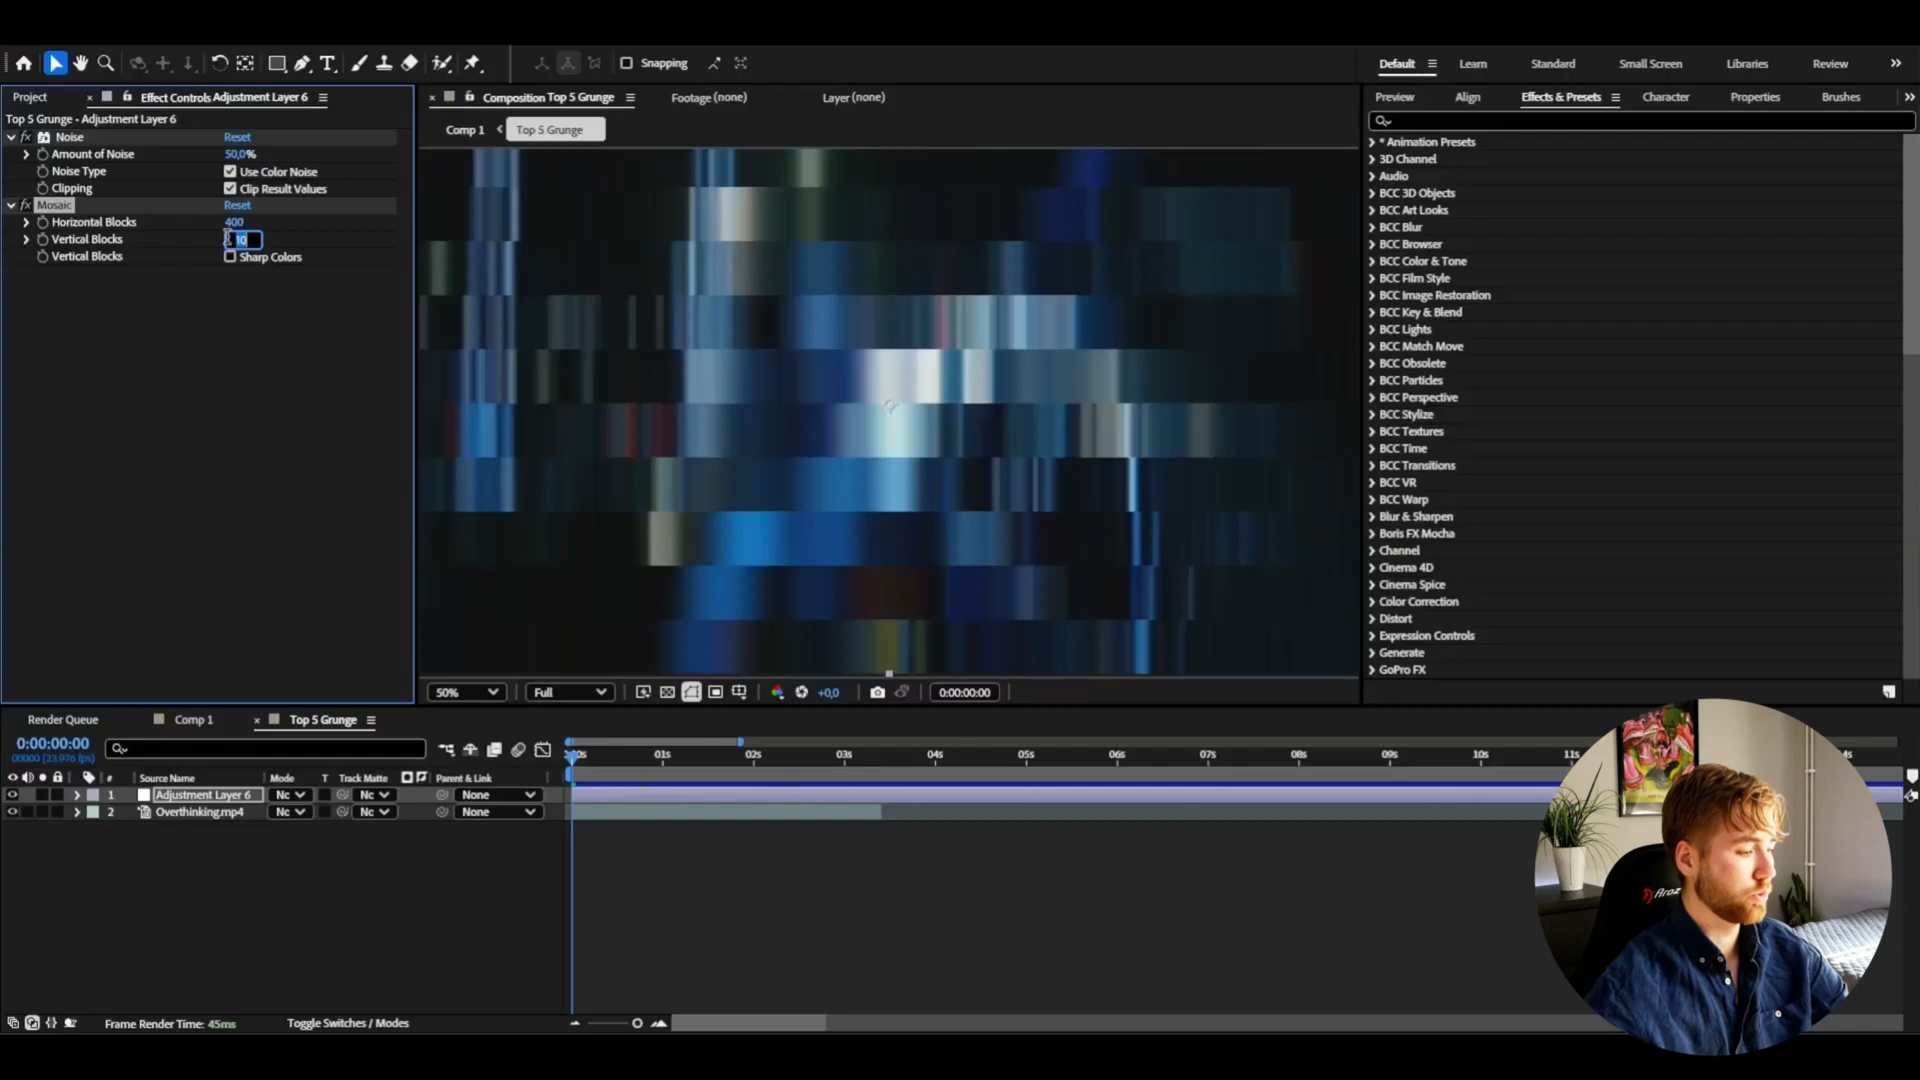 Snapping
Default
Learn
Standard
Small Screen
Libraries
Review
Project
Effect Controls Adjustment Layer 6
Composition Top 5 Grunge
Footage (none)
Layer (none)
Preview
Align
Effects & Presets
Character
Properties
Brushes
Top 5 Grunge - Adjustment Layer 6
Comp 1
Top 5 Grunge
fx Noise Reset
Amount of Noise 50,0%
Noise Type Use Color Noise
Clipping Clip Result Values
fx Mosaic Reset
Horizontal Blocks 400
Vertical Blocks 10
Vertical Blocks Sharp Colors
* Animation Presets
3D Channel
Audio
BCC 3D Objects
BCC Art Looks
BCC Blur
BCC Browser
BCC Color & Tone
BCC Film Style
BCC Image Restoration
BCC Key & Blend
BCC Lights
BCC Match Move
BCC Obsolete
BCC Particles
BCC Perspective
BCC Stylize
BCC Textures
BCC Time
BCC Transitions
BCC VR
BCC Warp
Blur & Sharpen
Boris FX Mocha
Channel
Cinema 4D
Cinema Spice
Color Correction
Distort
Expression Controls
Generate
GoPro FX
50% Full +0,0 0:00:00:00
Render Queue
Comp 1
Top 5 Grunge
0:00:00:00
00000 (23.976 fps)
01s 02s 03s 04s 05s 06s 07s 08s 09s 10s
# Source Name Mode T Track Matte Parent & Link
1 Adjustment Layer 6 Nc Nc None
2 Overthinking.mp4 Nc Nc None
Frame Render Time: 45ms
Toggle Switches / Modes